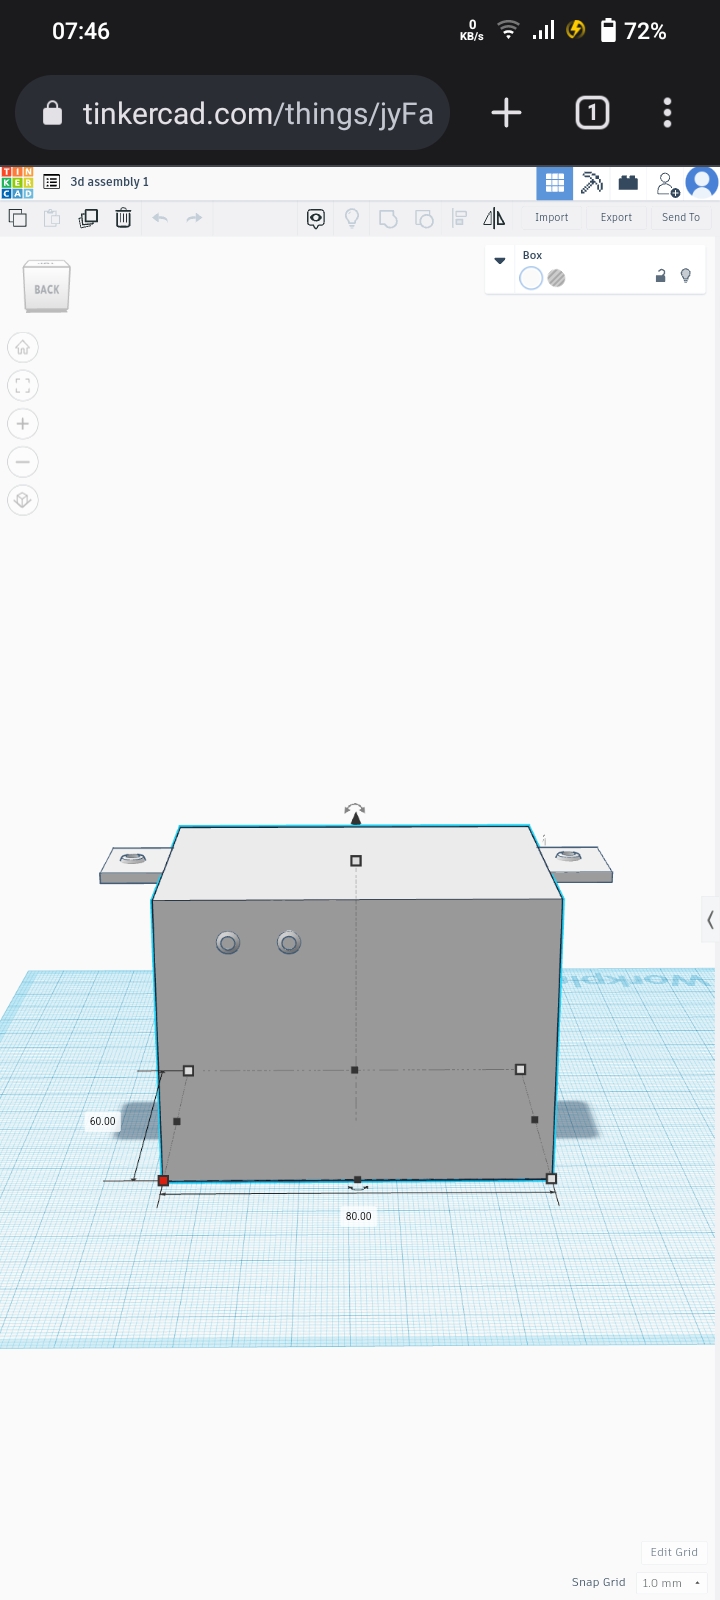 07:46
0
KB/s
72%
tinkercad.com/things/jyFa
1
TIN
KER
CAD
3d assembly 1
Import
Export
Send To
Box
BACK
Workpl
60.00
80.00
Edit Grid
Snap Grid
1.0 mm